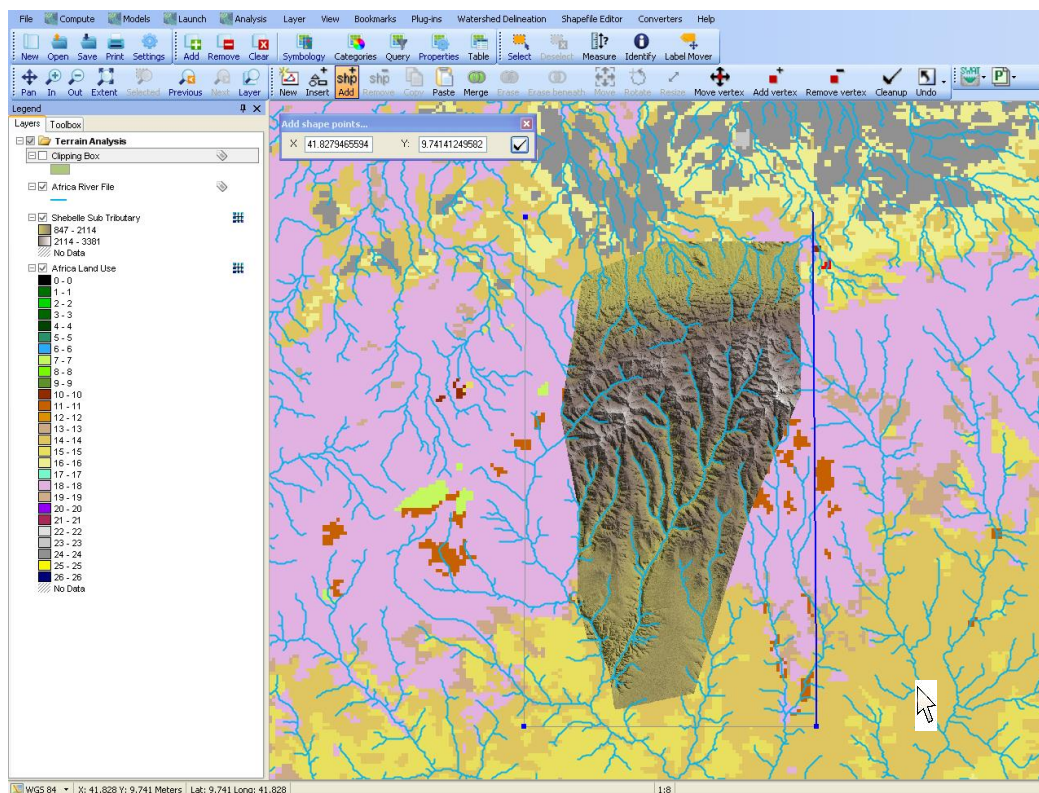 File Compute Models Launch Analysis Layer View Bookmarks Plug-ins Watershed Delineation Shapefile Editor Converters Help
New Open Save Print Settings Add Remove Clear Symbology Categories Query Properties Table Select Deselect Measure Identify Label Mover
Pan In Out Extent Selected Previous Next Layer New Insert Add Remove Copy Paste Merge Erase Erase beneath Move Rotate Resize Move vertex Add vertex Remove vertex Cleanup Undo
Legend
Layers Toolbox
Terrain Analysis
Clipping Box
Africa River File
Shebelle Sub Tributary
847 - 2114
2114 - 3381
No Data
Africa Land Use
0 - 0
1 - 1
2 - 2
3 - 3
4 - 4
5 - 5
6 - 6
7 - 7
8 - 8
9 - 9
10 - 10
11 - 11
12 - 12
13 - 13
14 - 14
15 - 15
16 - 16
17 - 17
18 - 18
19 - 19
20 - 20
21 - 21
22 - 22
23 - 23
24 - 24
25 - 25
26 - 26
No Data
Add shape points...
X 41.8279465594 Y: 9.74141249582
WGS 84 X: 41.828 Y: 9.741 Meters Lat: 9.741 Long: 41.828 1:8